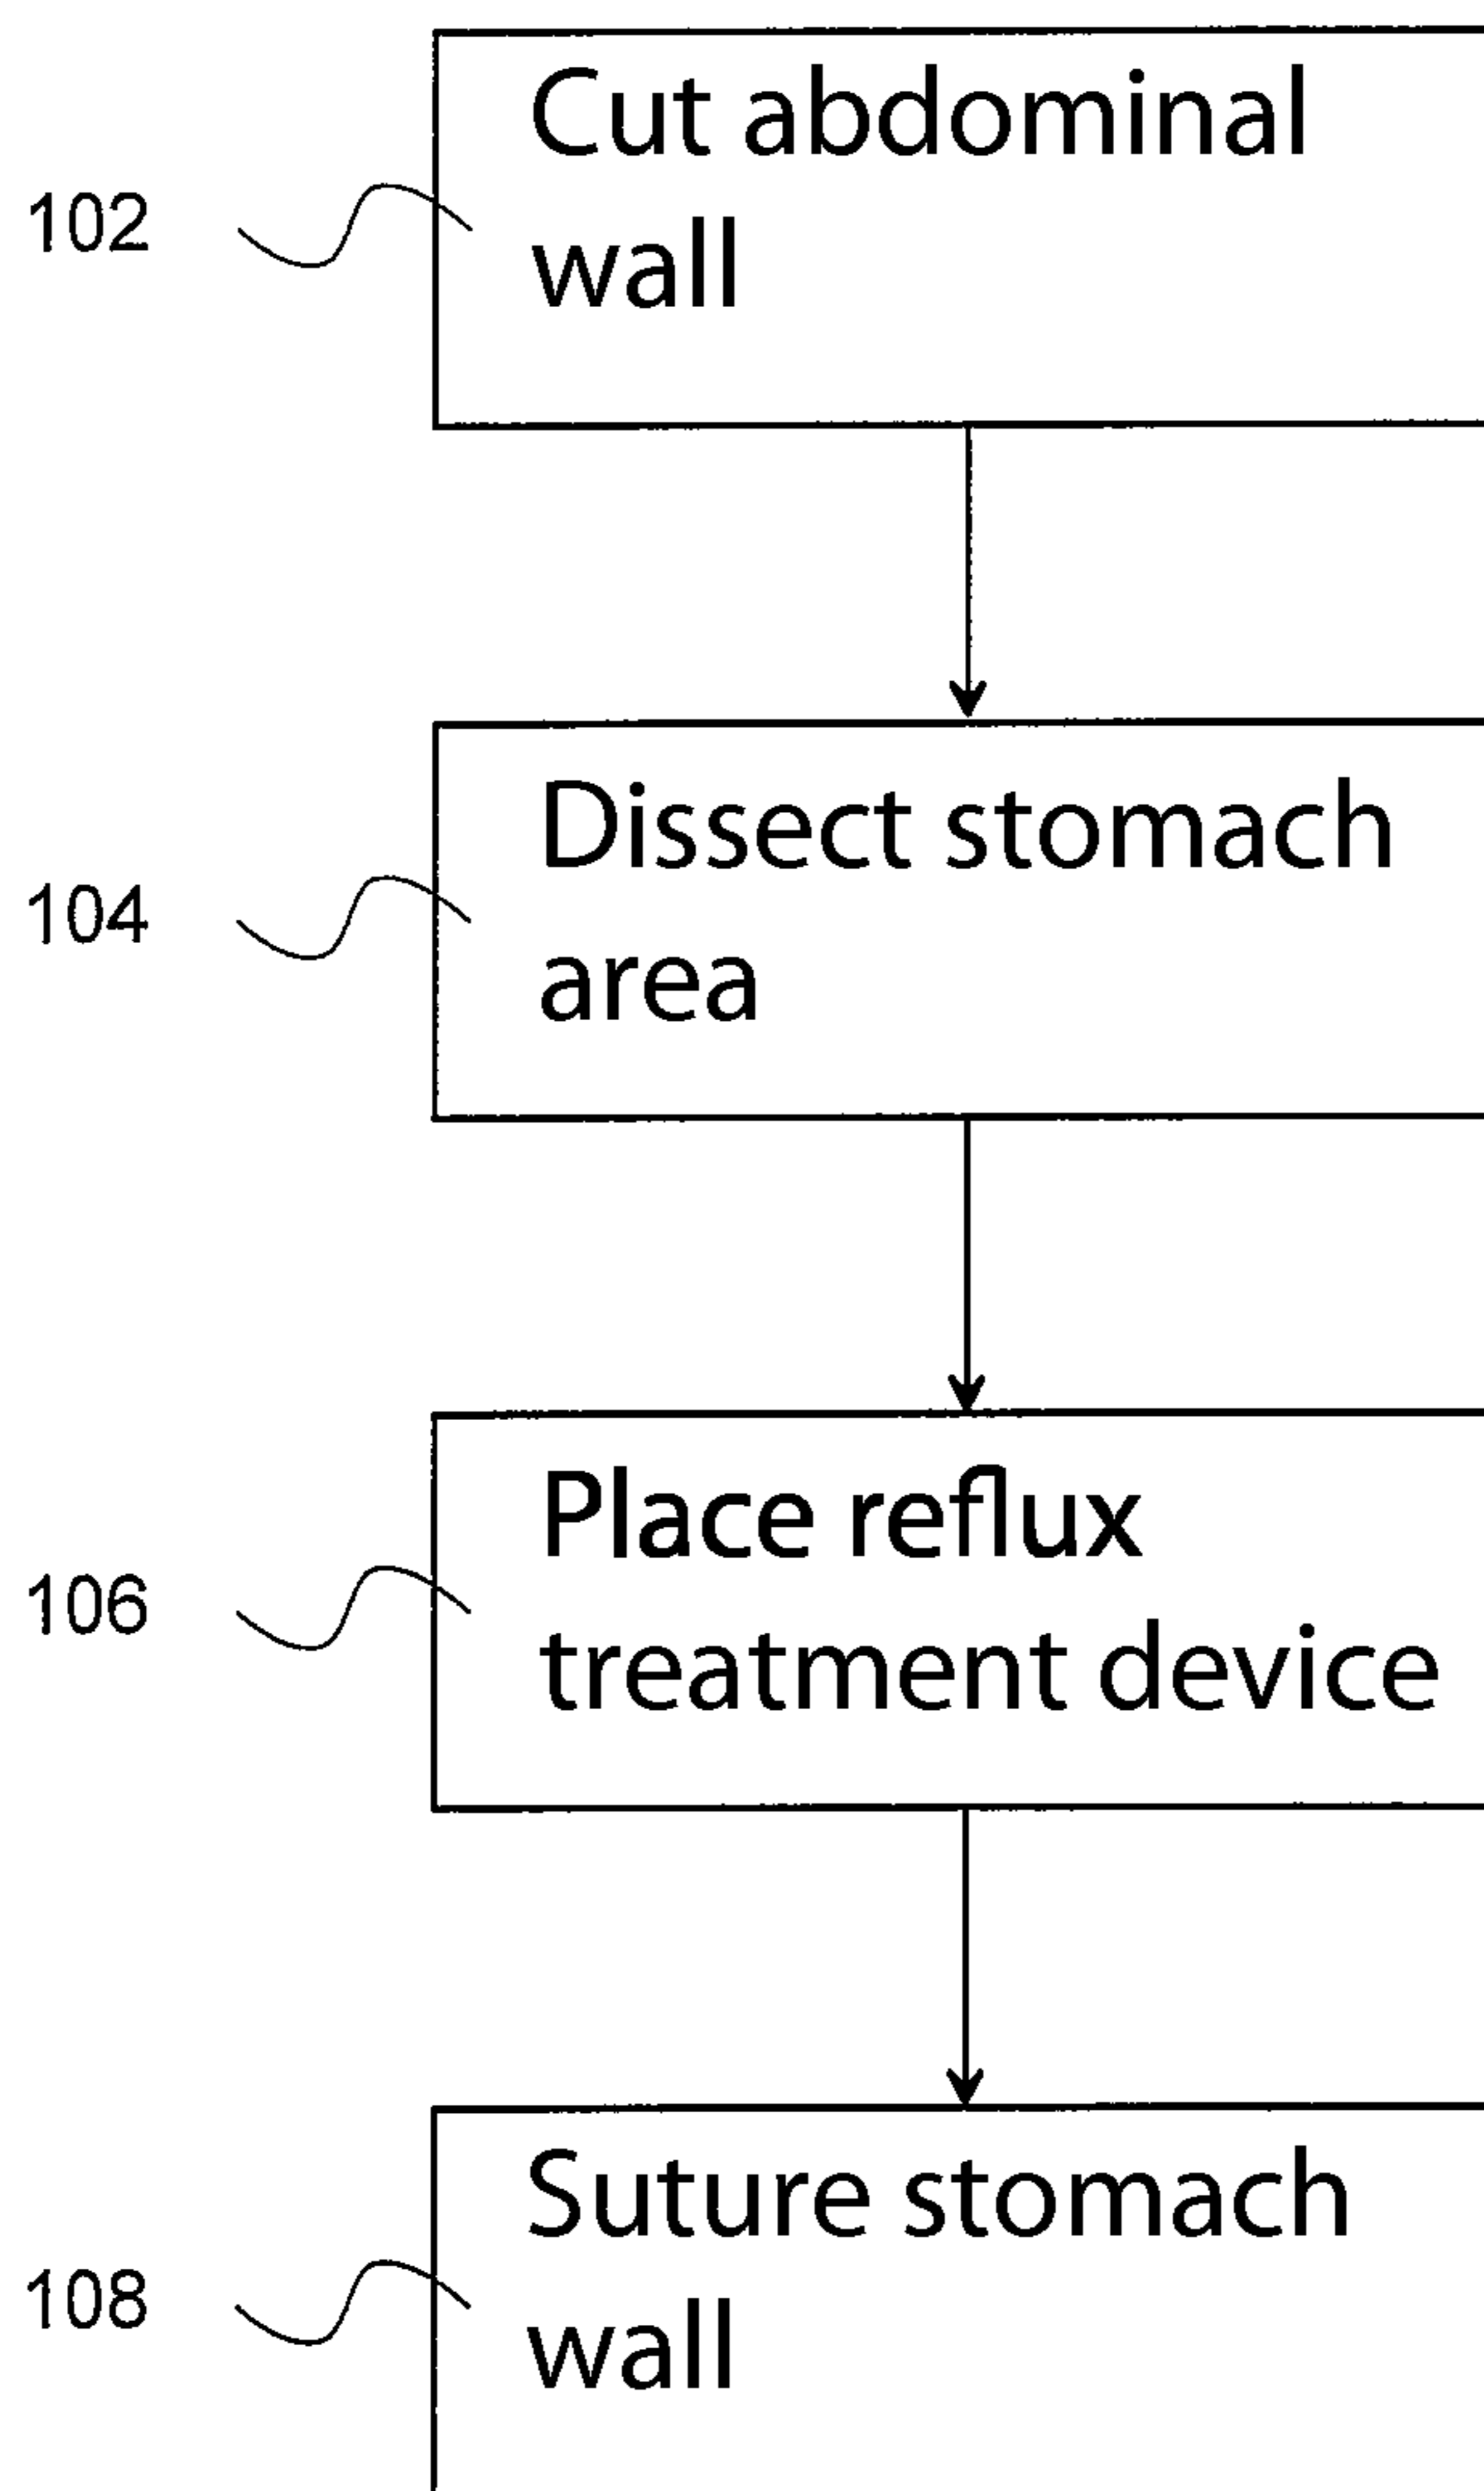 Cut abdominal
wall
102
Dissect stomach
area
104
Place reflux
treatment device
106
Suture stomach
wall
108